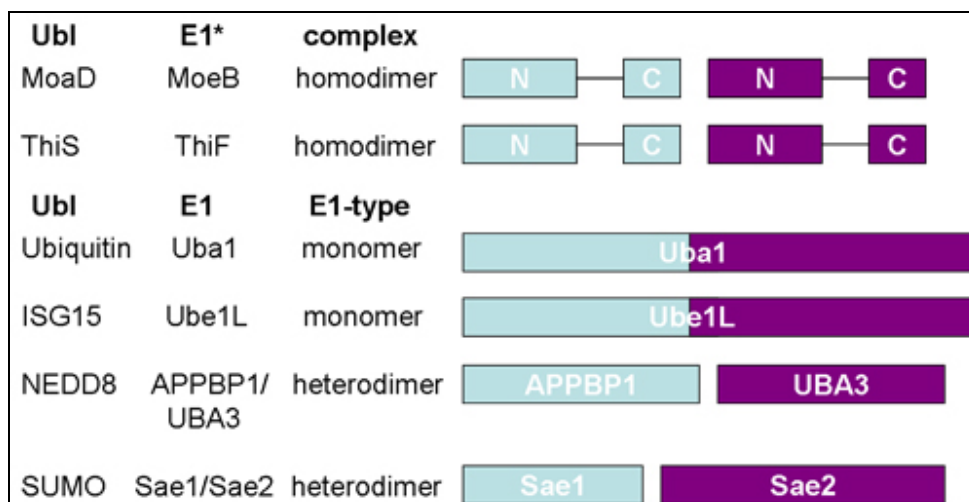 Ubl E1* complex
MoaD MoeB homodimer N C N C
ThiS ThiF homodimer N C N C
Ubl E1 E1-type
Ubiquitin Uba1 monomer Uba1
ISG15 Ube1L monomer Ube1L
NEDD8 APPBP1/ heterodimer APPBP1 UBA3
UBA3
SUMO Sae1/Sae2 heterodimer Sae1 Sae2